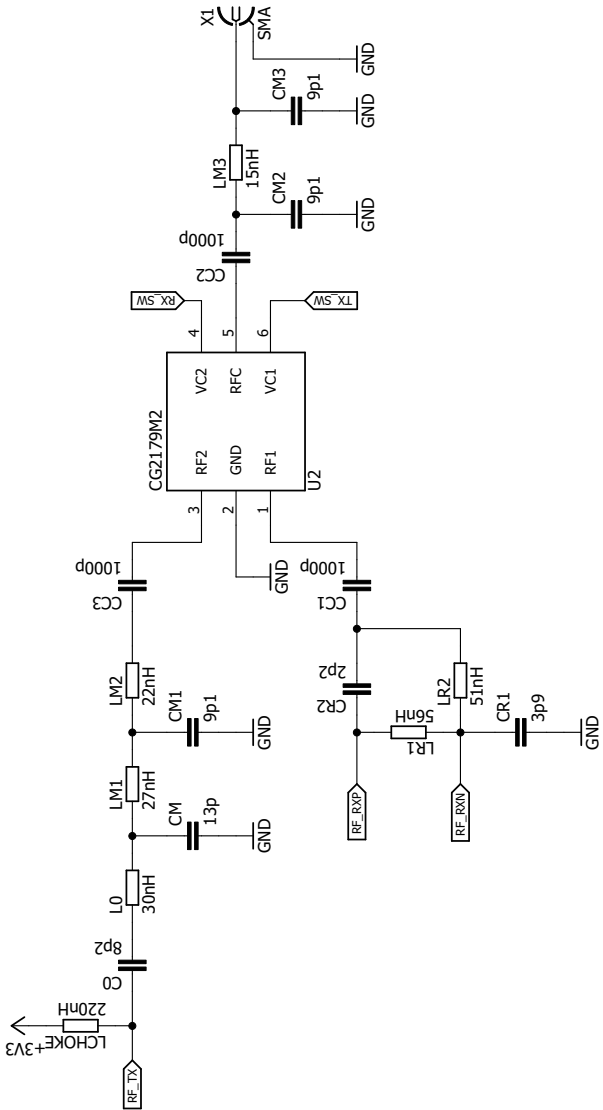 X1
SMA
GND
CM3
9p1
GND
LM3
15nH
CM2
9p1
GND
1000p
CC2
RX_SW
TX_SW
4
5
6
VC2
RFC
VC1
CG2179M2
RF2
GND
RF1
U2
3
2
1
GND
1000p
CC3
1000p
CC1
LM2
22nH
CM1
9p1
GND
2p2
CR2
LR2
51nH
56nH
LR1
CR1
3p9
GND
LM1
27nH
CM
13p
GND
RF_RXP
RF_RXN
L0
30nH
8p2
C0
+3V3
LCHOKE
220nH
RF_TX